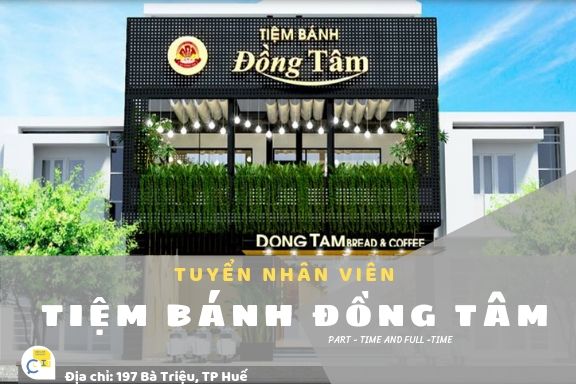 TIỆM BÁNH
Đồng Tâm
DONG TAM BREAD & COFFEE
TUYỂN NHÂN VIÊN
TIỆM BÁNH ĐỒNG TÂM
PART - TIME AND FULL -TIME
Địa chỉ: 197 Bà Triệu, TP Huế